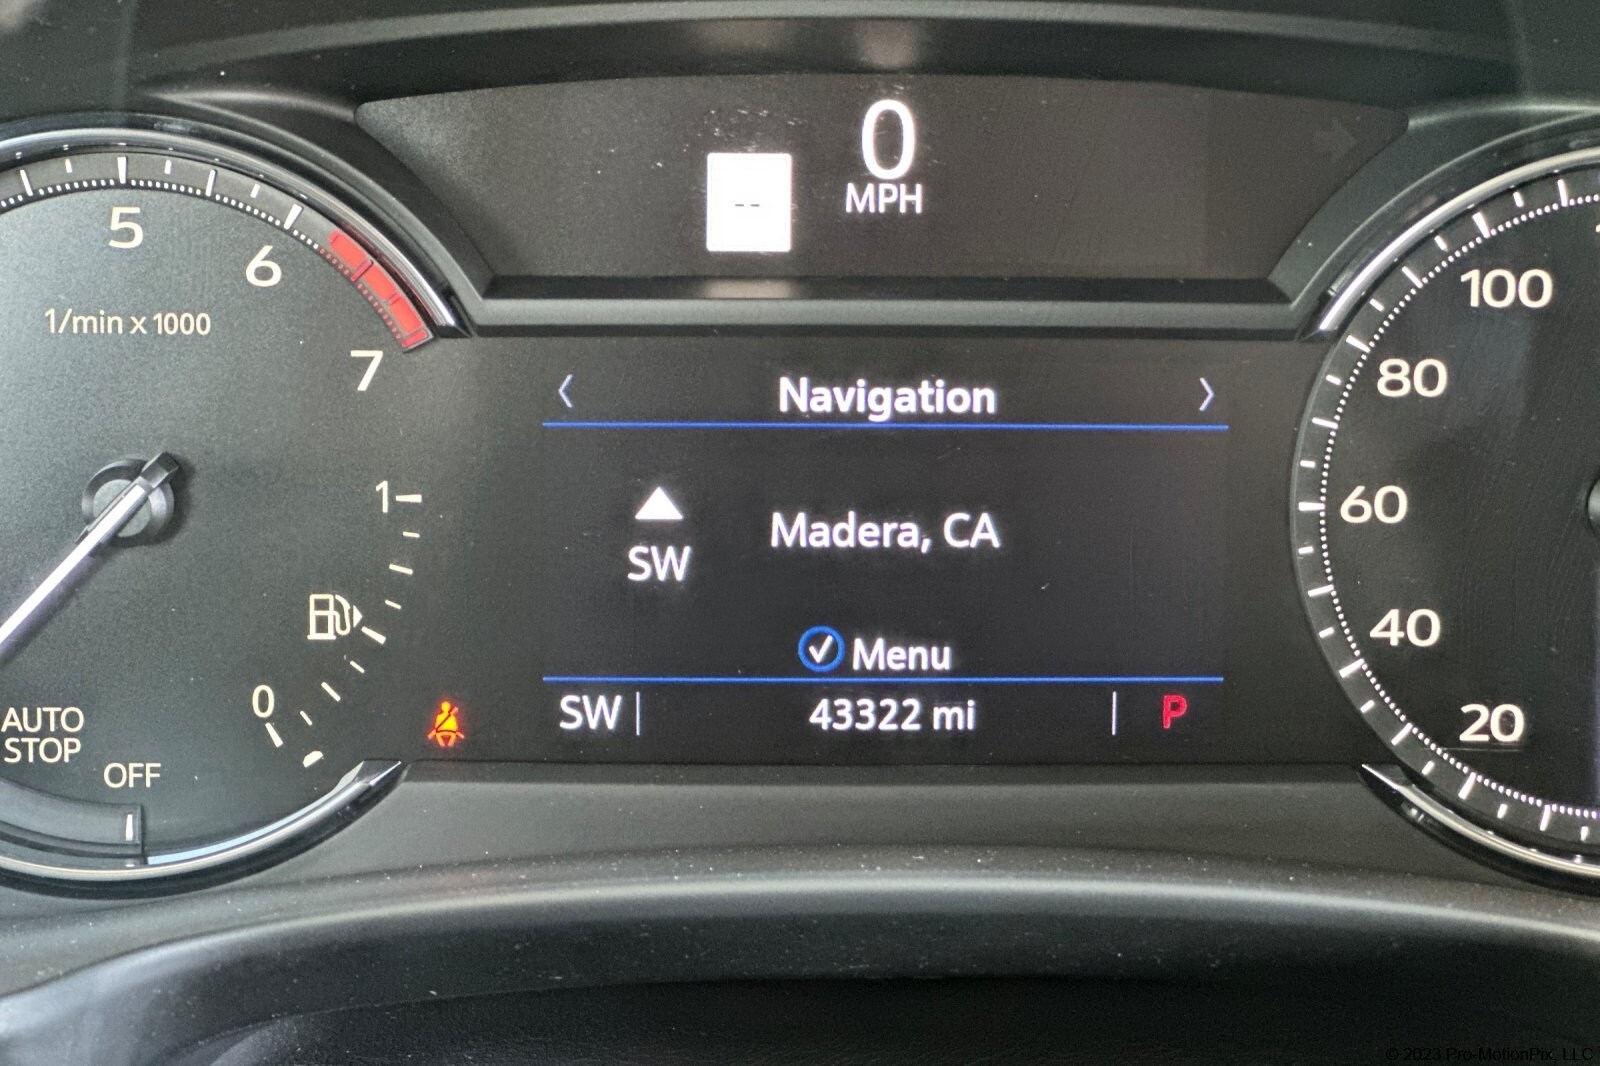 0
MPH
--
5
6
7
1/min x 1000
1
0
AUTO
STOP
OFF
Navigation
SW
Madera, CA
Menu
SW
43322 mi
P
100
80
60
40
20
© 2023 Pro-MotionPix, LLC